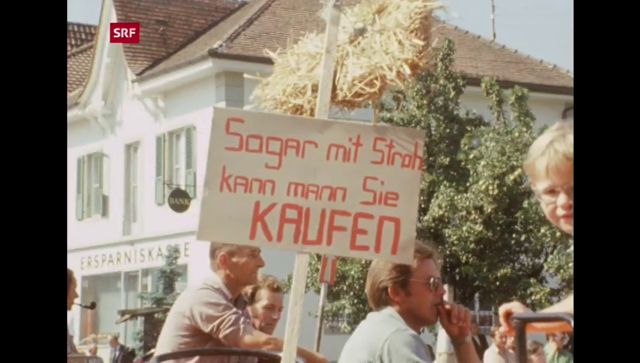 SRF
Sogar mit Stroh
kann mann Sie
KAUFEN
BANK
ERSPARNISKASSE